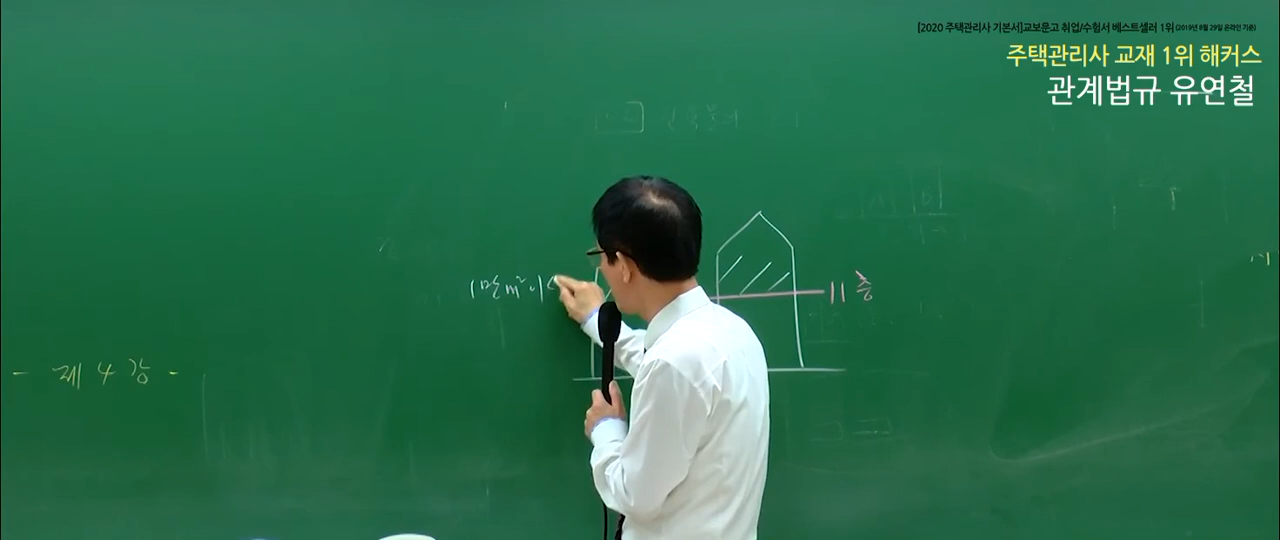 [2020 주택관리사 기본서]교보문고 취업/수험서 베스트셀러 1위(2019년 8월 29일 온라인 기준)
주택관리사 교재 1위 해커스
관계법규 유연철
1만m² 이
11층
- 제 4 강 -